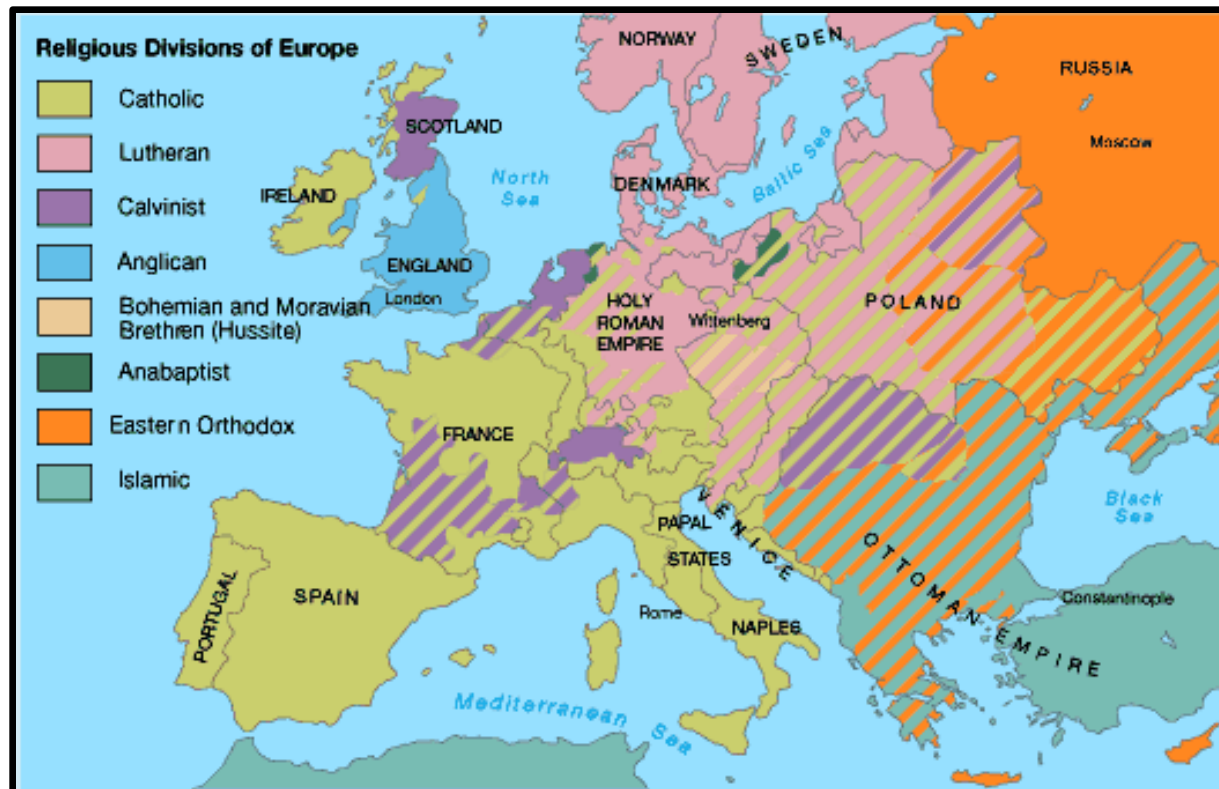 Religious Divisions of Europe
Catholic
Lutheran
Calvinist
Anglican
Bohemian and Moravian
Brethren (Hussite)
Anabaptist
Eastern Orthodox
Islamic
NORWAY
SWEDEN
RUSSIA
Moscow
SCOTLAND
North
Sea
Baltic Sea
DENMARK
IRELAND
ENGLAND
London
HOLY
ROMAN
EMPIRE
Wittenberg
POLAND
FRANCE
VENICE
Black
Sea
PAPAL
STATES
OTTOMAN EMPIRE
Constantinople
PORTUGAL
SPAIN
Rome
NAPLES
Mediterranean Sea